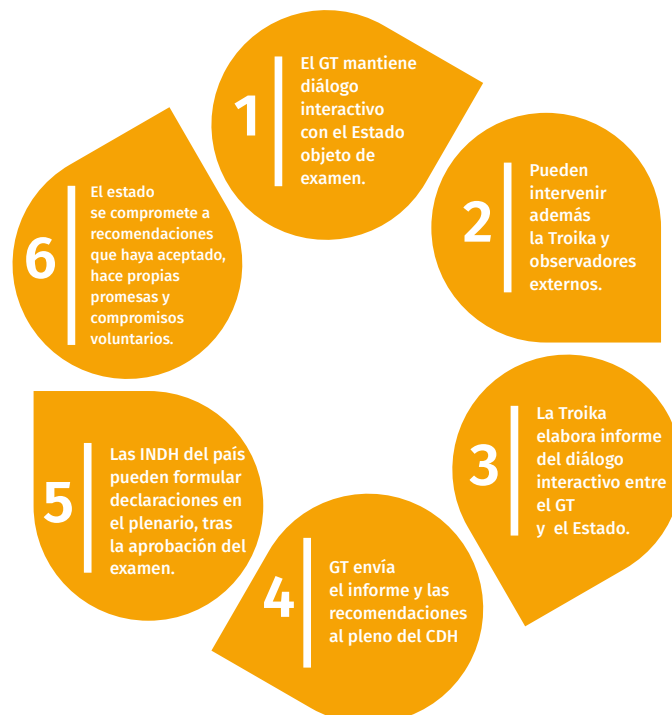 1
El GT mantiene
diálogo
interactivo
con el Estado
objeto de
examen.
2
Pueden
intervenir
además
la Troika y
observadores
externos.
3
La Troika
elabora informe
del diálogo
interactivo entre
el GT
y el Estado.
4
GT envía
el informe y las
recomendaciones
al pleno del CDH
5
Las INDH del país
pueden formular
declaraciones en
el plenario, tras
la aprobación del
examen.
6
El estado
se compromete a
recomendaciones
que haya aceptado,
hace propias
promesas y
compromisos
voluntarios.